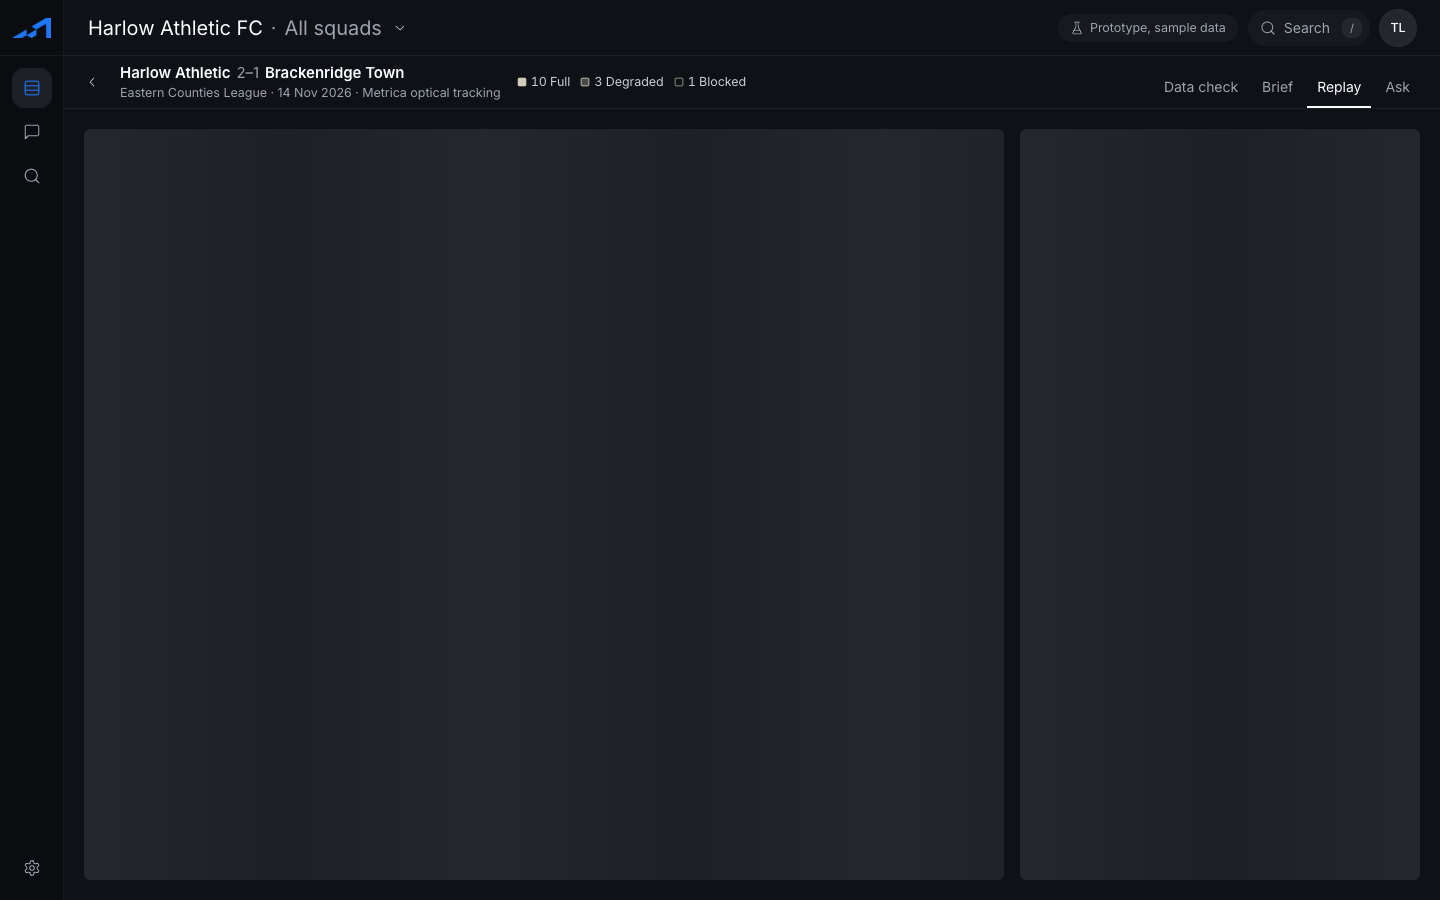 Harlow Athletic FC · All squads
Prototype, sample data
Search /
TL
Harlow Athletic 2–1 Brackenridge Town
Eastern Counties League · 14 Nov 2026 · Metrica optical tracking
10 Full 3 Degraded 1 Blocked
Data check Brief Replay Ask